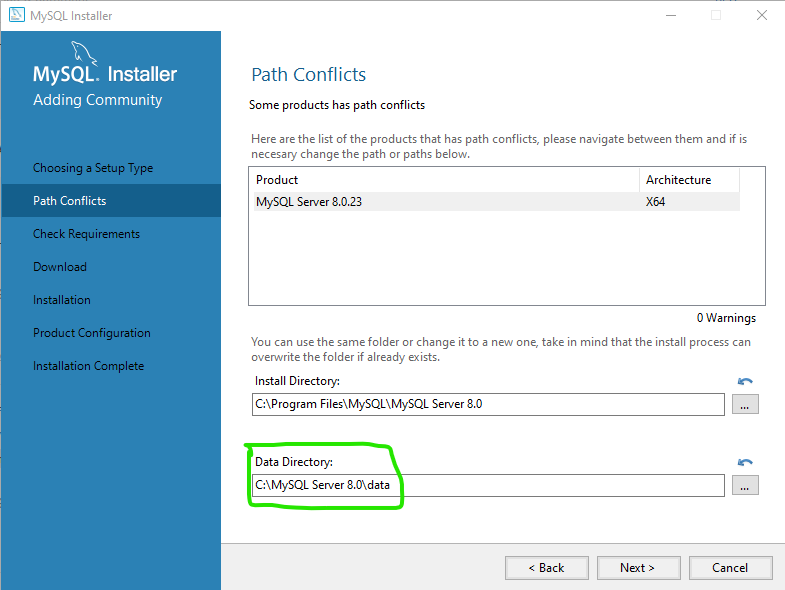 MySQL Installer
MySQL. Installer
Adding Community
Choosing a Setup Type
Path Conflicts
Check Requirements
Download
Installation
Product Configuration
Installation Complete
Path Conflicts
Some products has path conflicts
Here are the list of the products that has path conflicts, please navigate between them and if is
necesary change the path or paths below.
Product Architecture
MySQL Server 8.0.23 X64
0 Warnings
You can use the same folder or change it to a new one, take in mind that the install process can
overwrite the folder if already exists.
Install Directory:
C:\Program Files\MySQL\MySQL Server 8.0
...
Data Directory:
C:\MySQL Server 8.0\data
...
< Back Next > Cancel